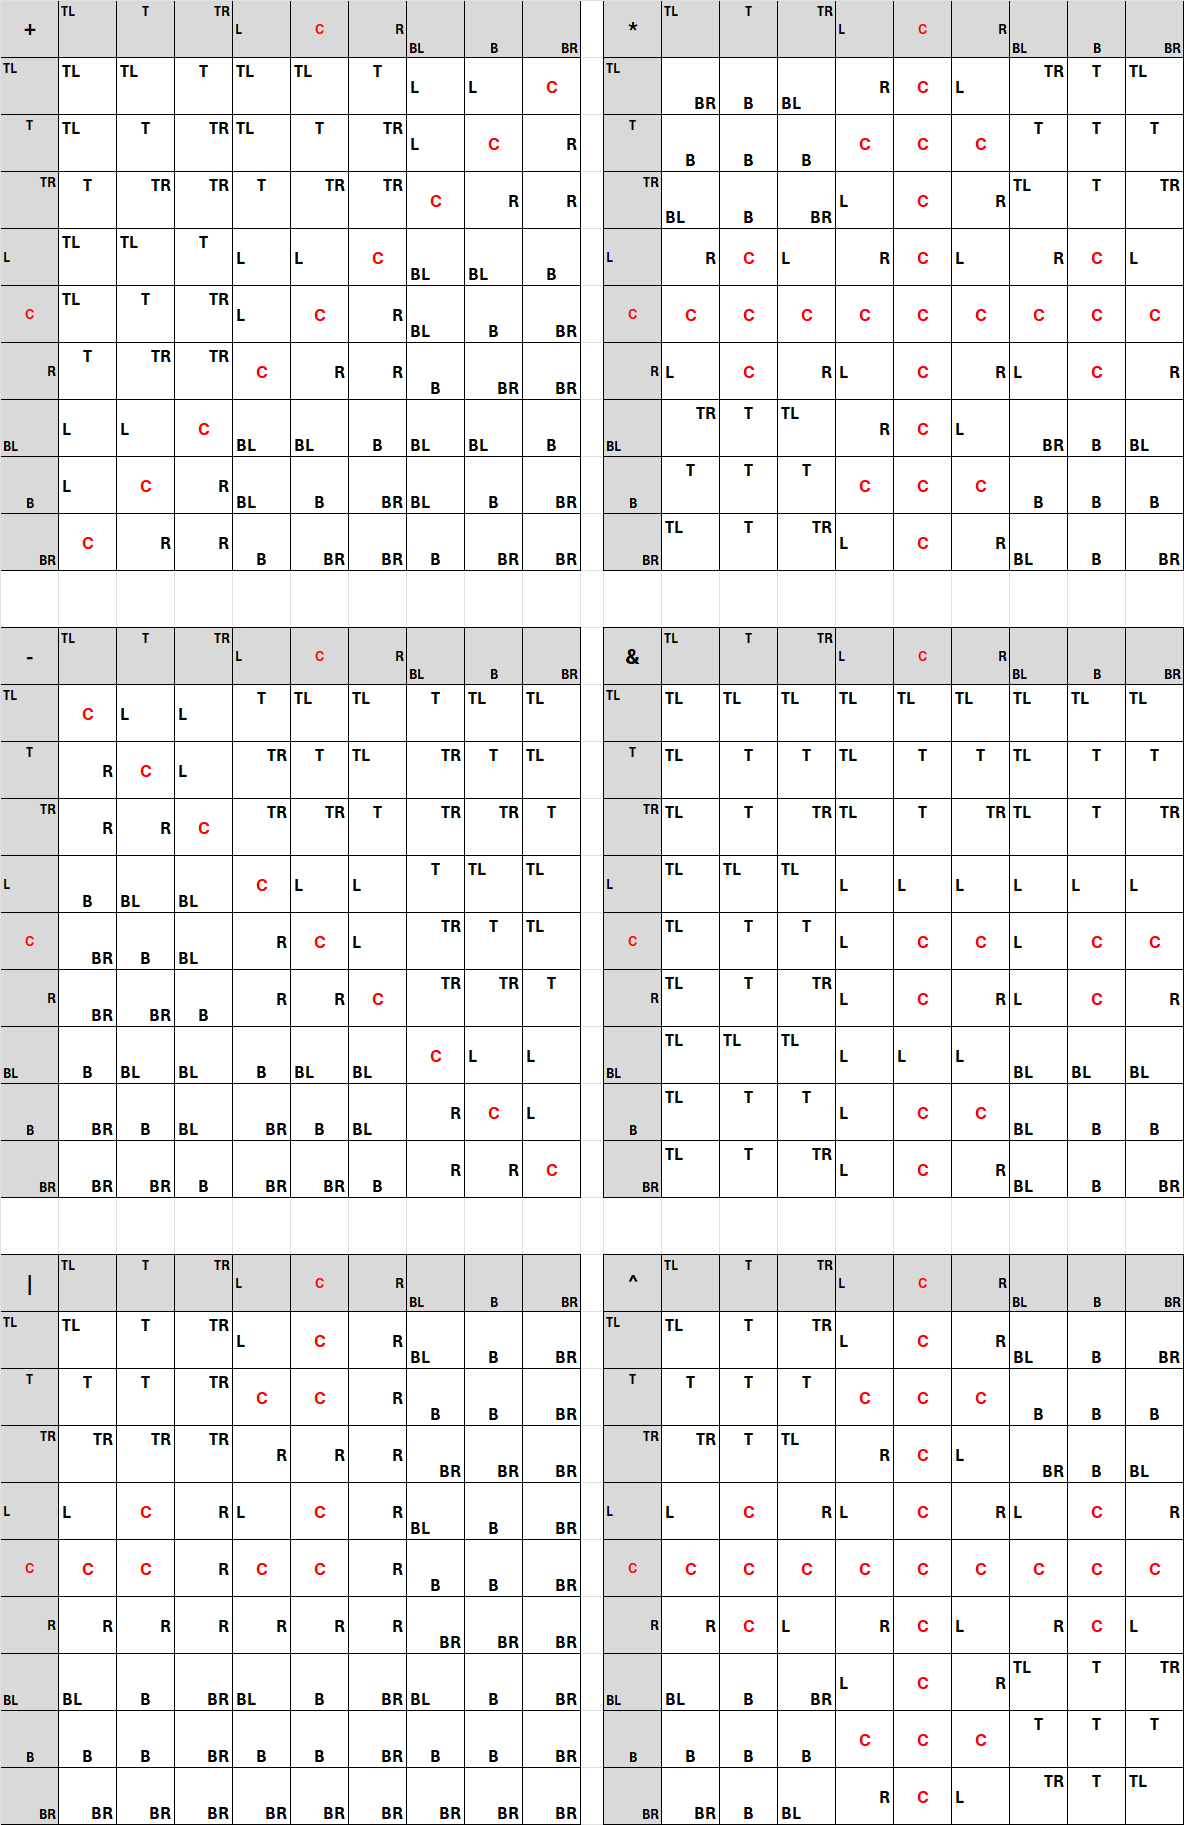 + TL T TR L C R BL B BR
TL TL TL T TL TL T L L C
T TL T TR TL T TR L C R
TR T TR TR T TR TR C R R
L TL TL T L L C BL BL B
C TL T TR L C R BL B BR
R T TR TR C R R B BR BR
BL L L C BL BL B BL BL B
B L C R BL B BR BL B BR
BR C R R B BR BR B BR BR
* TL T TR L C R BL B BR
TL BR B BL R C L TR T TL
T B B B C C C T T T
TR BL B BR L C R TL T TR
L R C L R C L R C L
C C C C C C C C C C
R L C R L C R L C R
BL TR T TL R C L BR B BL
B T T T C C C B B B
BR TL T TR L C R BL B BR
- TL T TR L C R BL B BR
TL C L L T TL TL T TL TL
T R C L TR T TL TR T TL
TR R R C TR TR T TR TR T
L B BL BL C L L T TL TL
C BR B BL R C L TR T TL
R BR BR B R R C TR TR T
BL B BL BL B BL BL C L L
B BR B BL BR B BL R C L
BR BR BR B BR BR B R R C
& TL T TR L C R BL B BR
TL TL TL TL TL TL TL TL TL TL
T TL T T TL T T TL T T
TR TL T TR TL T TR TL T TR
L TL TL TL L L L L L L
C TL T T L C C L C C
R TL T TR L C R L C R
BL TL TL TL L L L BL BL BL
B TL T T L C C BL B B
BR TL T TR L C R BL B BR
| TL T TR L C R BL B BR
TL TL T TR L C R BL B BR
T T T TR C C R B B BR
TR TR TR TR R R R BR BR BR
L L C R L C R BL B BR
C C C R C C R B B BR
R R R R R R R BR BR BR
BL BL B BR BL B BR BL B BR
B B B BR B B BR B B BR
BR BR BR BR BR BR BR BR BR BR
^ TL T TR L C R BL B BR
TL TL T TR L C R BL B BR
T T T T C C C B B B
TR TR T TL R C L BR B BL
L L C R L C R L C R
C C C C C C C C C C
R R C L R C L R C L
BL BL B BR L C R TL T TR
B B B B C C C T T T
BR BR B BL R C L TR T TL